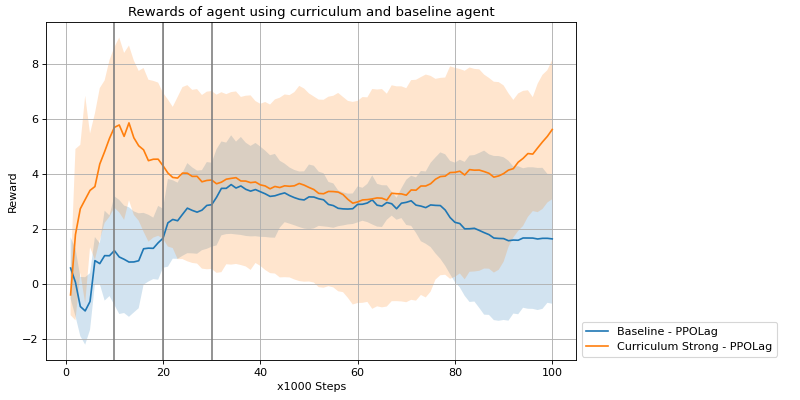 Rewards of agent using curriculum and baseline agent
Reward
8
6
4
2
0
−2
0 20 40 60 80 100
x1000 Steps
Baseline - PPOLag
Curriculum Strong - PPOLag